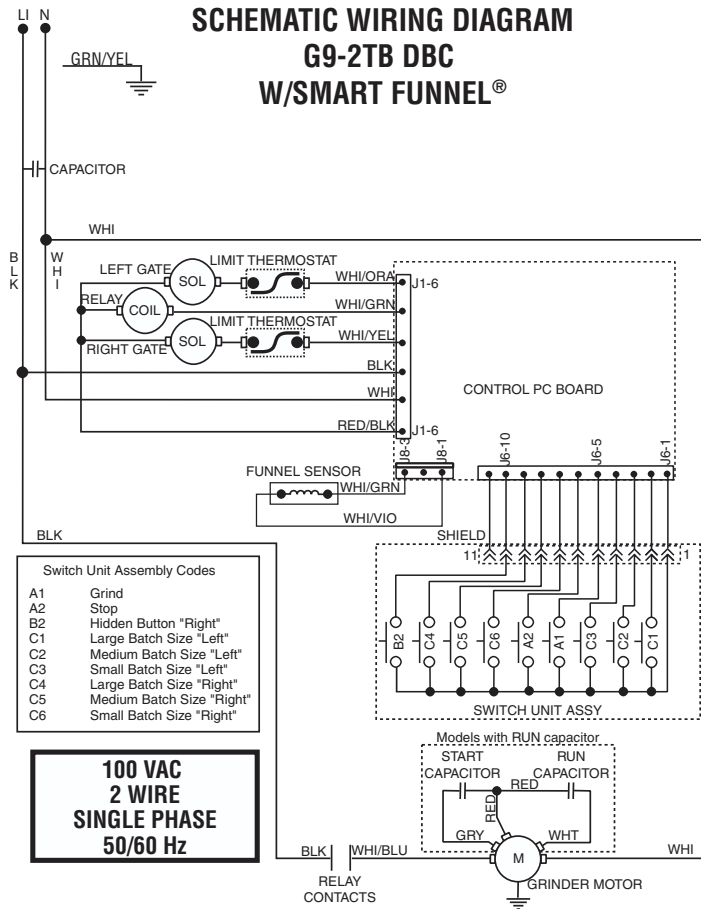 SCHEMATIC WIRING DIAGRAM
G9-2TB DBC
W/SMART FUNNEL®
LI N
GRN/YEL
CAPACITOR
WHI
BLK
WHI
LEFT GATE
SOL
LIMIT THERMOSTAT
WHI/ORA
J1-6
RELAY
COIL
WHI/GRN
LIMIT THERMOSTAT
RIGHT GATE
SOL
WHI/YEL
BLK
WHI
CONTROL PC BOARD
RED/BLK
J1-6
J8-3
J8-1
J6-10
J6-5
J6-1
FUNNEL SENSOR
WHI/GRN
WHI/VIO
BLK
SHIELD
11
1
Switch Unit Assembly Codes
A1 Grind
A2 Stop
B2 Hidden Button "Right"
C1 Large Batch Size "Left"
C2 Medium Batch Size "Left"
C3 Small Batch Size "Left"
C4 Large Batch Size "Right"
C5 Medium Batch Size "Right"
C6 Small Batch Size "Right"
B2 C4 C5 C6 A2 A1 C3 C2 C1
SWITCH UNIT ASSY
100 VAC
2 WIRE
SINGLE PHASE
50/60 Hz
Models with RUN capacitor
START CAPACITOR
RUN CAPACITOR
RED
RED
GRY
WHT
BLK
WHI/BLU
M
WHI
RELAY CONTACTS
GRINDER MOTOR